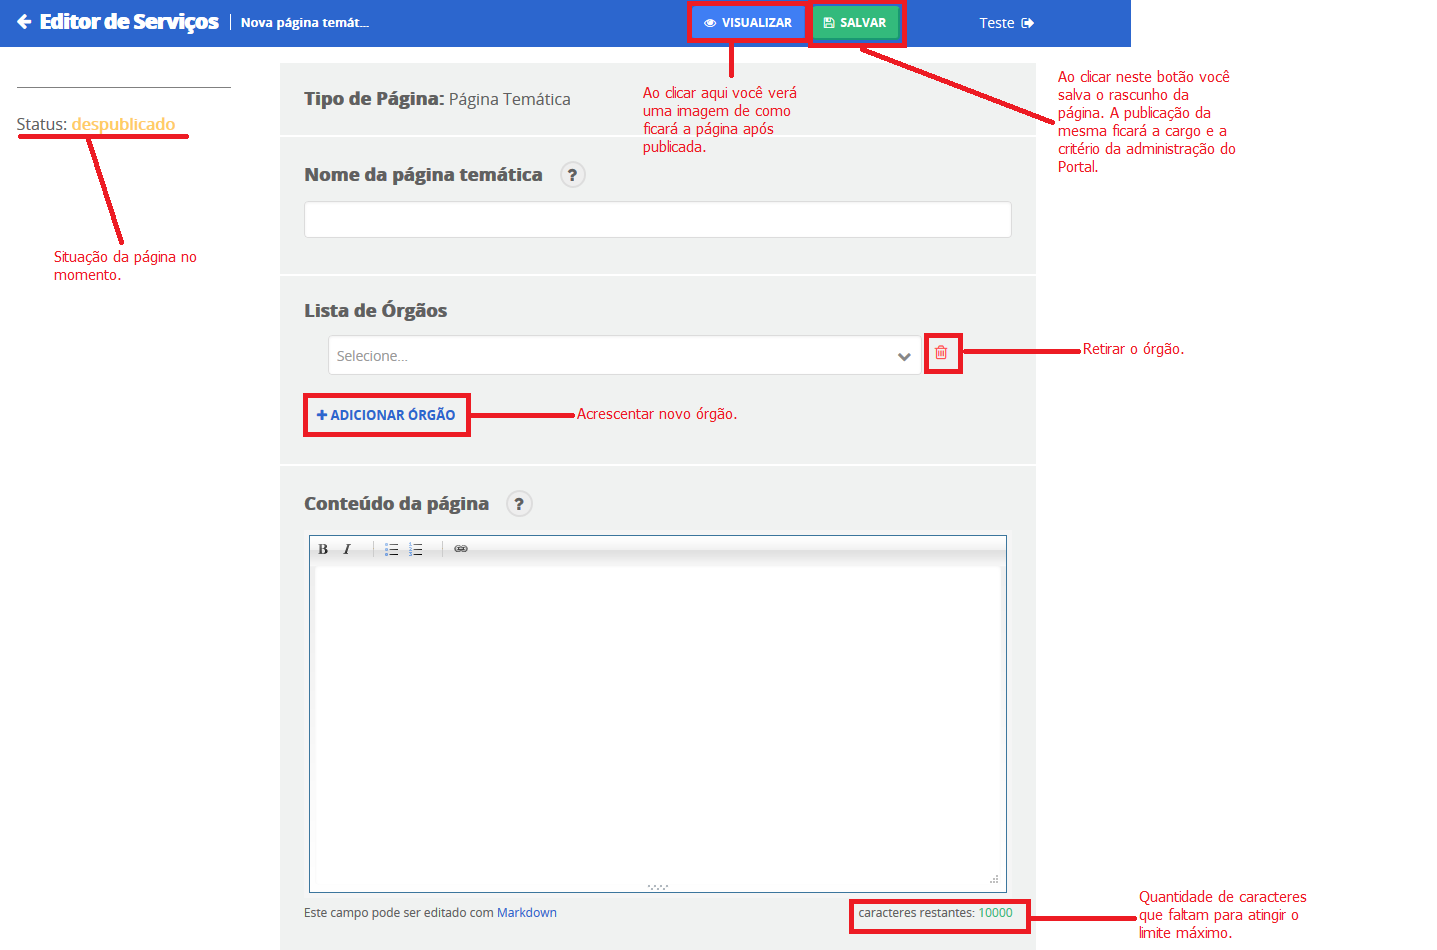 Editor de Serviços
Nova página temát...
VISUALIZAR
SALVAR
Teste
Ao clicar aqui você verá
uma imagem de como
ficará a página após
publicada.
Ao clicar neste botão você
salva o rascunho da
página. A publicação da
mesma ficará a cargo e a
critério da administração do
Portal.
Status: despublicado
Situação da página no
momento.
Tipo de Página: Página Temática
Nome da página temática ?
Lista de Órgãos
Selecione...
Retirar o órgão.
+ ADICIONAR ÓRGÃO
Acrescentar novo órgão.
Conteúdo da página ?
B I
Este campo pode ser editado com Markdown
caracteres restantes: 10000
Quantidade de caracteres
que faltam para atingir o
limite máximo.